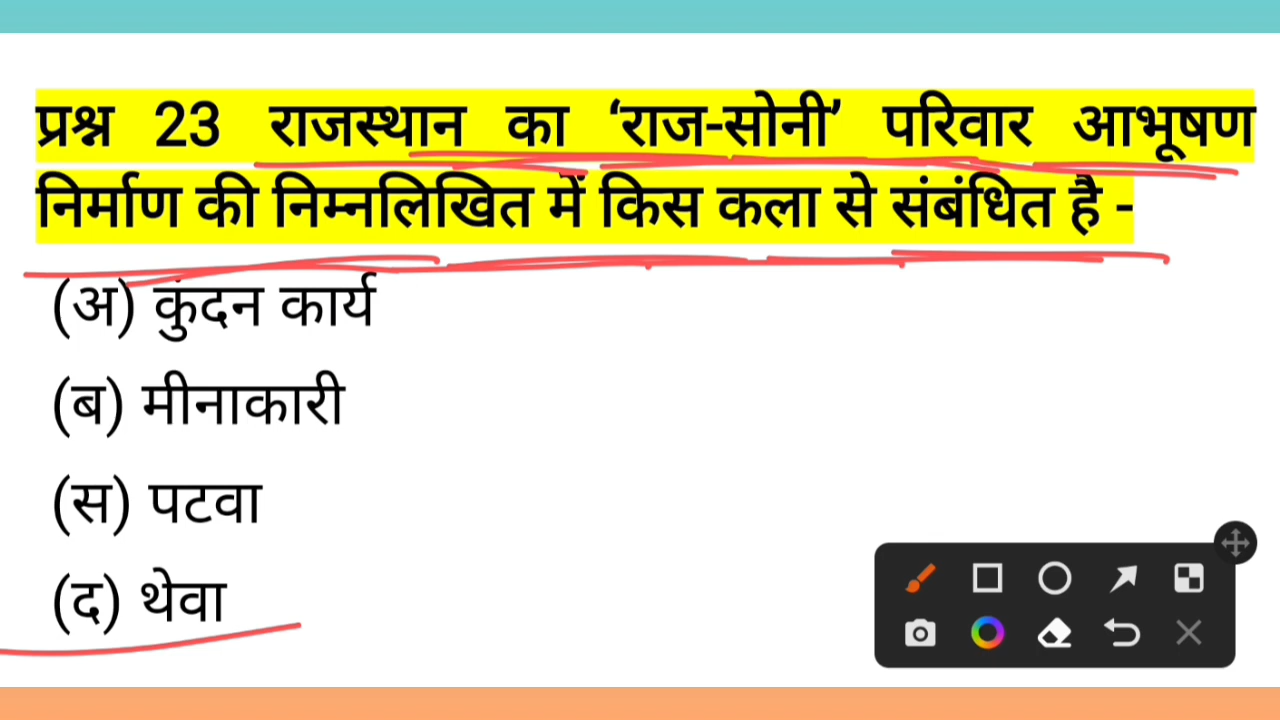 प्रश्न 23 राजस्थान का ‘राज-सोनी’ परिवार आभूषण
निर्माण की निम्नलिखित में किस कला से संबंधित है -
(अ) कुंदन कार्य
(ब) मीनाकारी
(स) पटवा
(द) थेवा